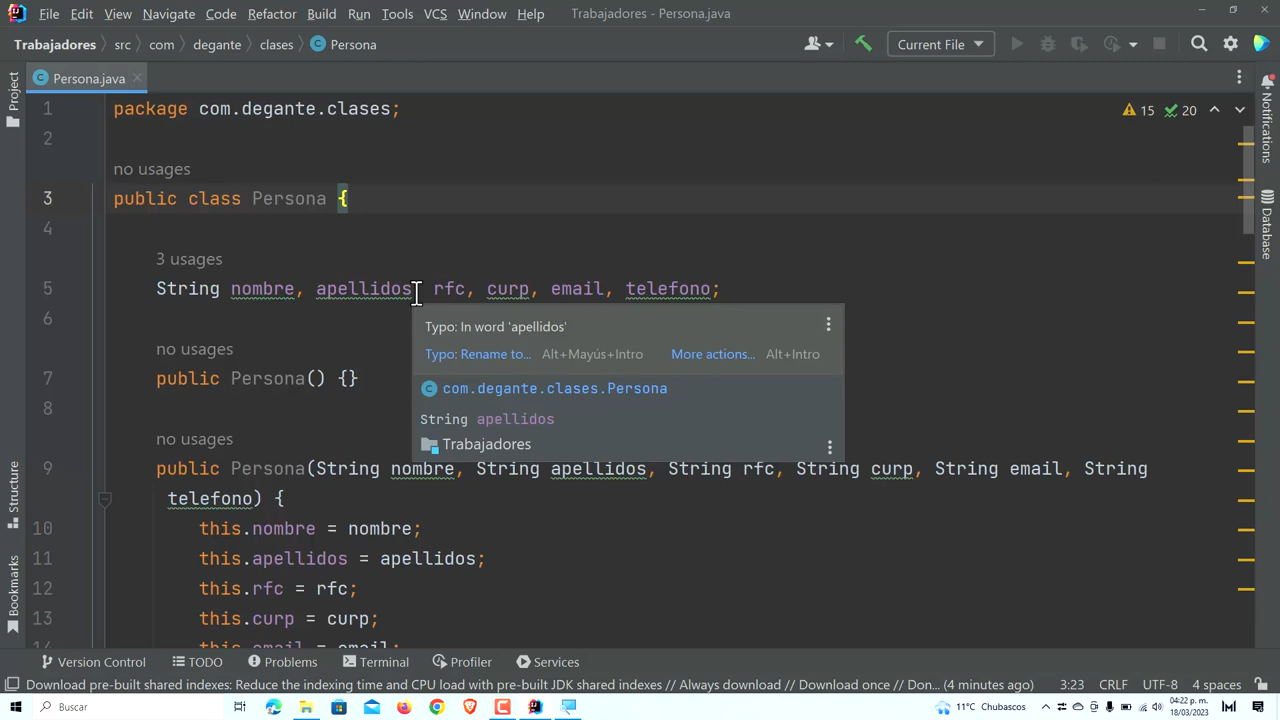 File Edit View Navigate Code Refactor Build Run Tools VCS Window Help Trabajadores - Persona.java
Trabajadores src com degante clases Persona Current File
Project
Persona.java
Notifications
Database
15 20
1 package com.degante.clases;
2
no usages
3 public class Persona {
4
3 usages
5 String nombre, apellidos rfc, curp, email, telefono;
6
Typo: In word 'apellidos'
Typo: Rename to... Alt+Mayús+Intro More actions... Alt+Intro
com.degante.clases.Persona
String apellidos
Trabajadores
no usages
7 public Persona() {}
8
no usages
9 public Persona(String nombre, String apellidos, String rfc, String curp, String email, String
telefono) {
10 this.nombre = nombre;
11 this.apellidos = apellidos;
12 this.rfc = rfc;
13 this.curp = curp;
14 this.email = email;
Structure
Bookmarks
Version Control TODO Problems Terminal Profiler Services
Download pre-built shared indexes: Reduce the indexing time and CPU load with pre-built JDK shared indexes // Always download // Download once // Don... (4 minutes ago) 3:23 CRLF UTF-8 4 spaces
Buscar 11°C Chubascos 04:22 p. m.
18/03/2023